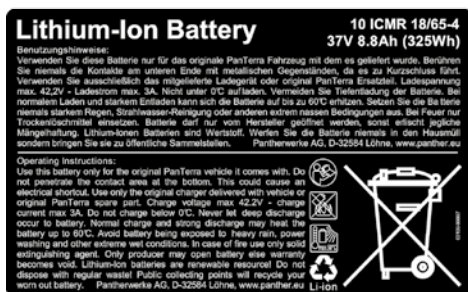 Lithium-Ion Battery
10 ICMR 18/65-4
37V 8.8Ah (325Wh)
Benutzungshinweise:
Verwenden Sie diese Batterie nur für das originale PanTerra Fahrzeug mit dem es geliefert wurde. Berühren
Sie niemals die Kontakte am unteren Ende mit metallischen Gegenständen, da dies es zu Kurzschluss führt.
Verwenden Sie ausschließlich das mitgelieferte Ladegerät oder original PanTerra Ersatzteil. Ladespannung
max. 42,2V - Ladestrom max. 3A. Nicht unter 0°C aufladen. Vermeiden Sie Tiefentladung der Batterie. Bei
normalem Laden und starkem Entladen kann sich die Batterie auf bis zu 60°C erhitzen. Setzen Sie die Batterie
niemals starkem Regen, Strahlwasser-Reinigung oder anderen extrem nassen Bedingungen aus. Bei Feuer nur
Trockenlöschmittel einsetzen. Batterie darf nur vom Hersteller geöffnet werden, sonst erlischt jegliche
Mängelhaftung. Lithium-Ionen Batterien sind Wertstoff. Werfen Sie die Batterie niemals in den Hausmüll
sondern bringen Sie sie zu öffentliche Sammelstellen. Pantherwerke AG, D-32584 Löhne, www.panther.eu
Operating Instructions:
Use this battery only for the original PanTerra vehicle it comes with. Do
not penetrate the contact area at the bottom. This could cause an
electrical shortcut. Use only the original charger delivered with vehicle or
original PanTerra spare part. Charge voltage max 42.2V - charge
current max 3A. Do not charge below 0°C. Never let deep discharge
occur to battery. Normal charge and strong discharge may heat the
battery up to 60°C. Avoid battery being exposed to heavy rain, power
washing and other extreme wet conditions. In case of fire use only solid
extinguishing agent. Only producer may open battery else warranty
becomes void. Lithium-Ion batteries are renewable resource! Do not
dispose with regular waste! Public collecting points will recycle your
worn out battery. Pantherwerke AG, D-32584 Löhne, www.panther.eu
Li-ion